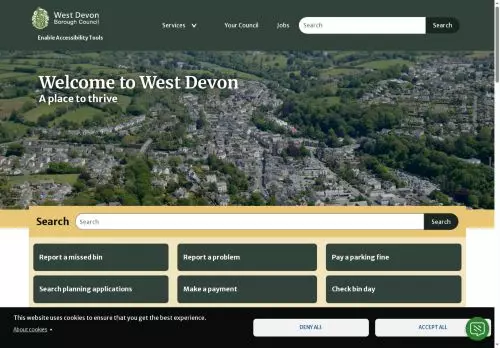 West Devon
Borough Council
Enable Accessibility Tools
Services
Your Council
Jobs
Search
Search
Welcome to West Devon
A place to thrive
Search
Search
Search
Report a missed bin
Report a problem
Pay a parking fine
Search planning applications
Make a payment
Check bin day
This website uses cookies to ensure that you get the best experience.
About cookies
DENY ALL
ACCEPT ALL